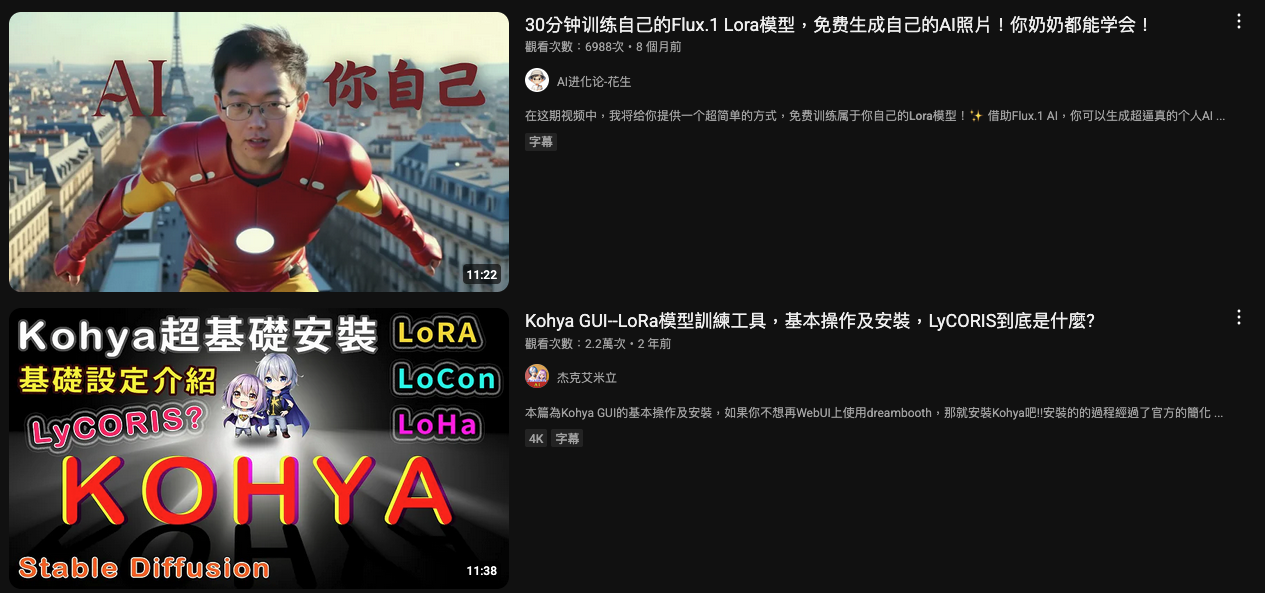 AI 你自己
11:22
30分钟训练自己的Flux.1 Lora模型，免费生成自己的AI照片！你奶奶都能学会！
觀看次數：6988次・8 個月前
AI进化论-花生
在这期视频中，我将给你提供一个超简单的方式，免费训练属于你自己的Lora模型！✨ 借助Flux.1 AI，你可以生成超逼真的个人AI ...
字幕
Kohya超基礎安裝
LoRA
基礎設定介紹
LoCon
LyCORIS?
LoHa
KOHYA
Stable Diffusion
11:38
Kohya GUI--LoRa模型訓練工具，基本操作及安裝，LyCORIS到底是什麼?
觀看次數：2.2萬次・2 年前
杰克艾米立
本篇為Kohya GUI的基本操作及安裝，如果你不想再WebUI上使用dreambooth，那就安裝Kohya吧!!安裝的的過程經過了官方的簡化 ...
4K 字幕